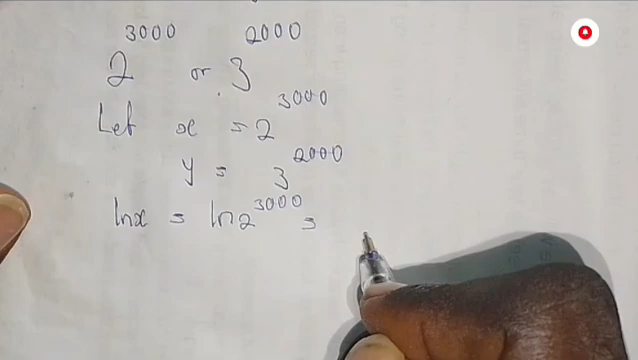 2^3000 or 3^2000
Let x = 2^3000
y = 3^2000
lnx = ln2^3000 =